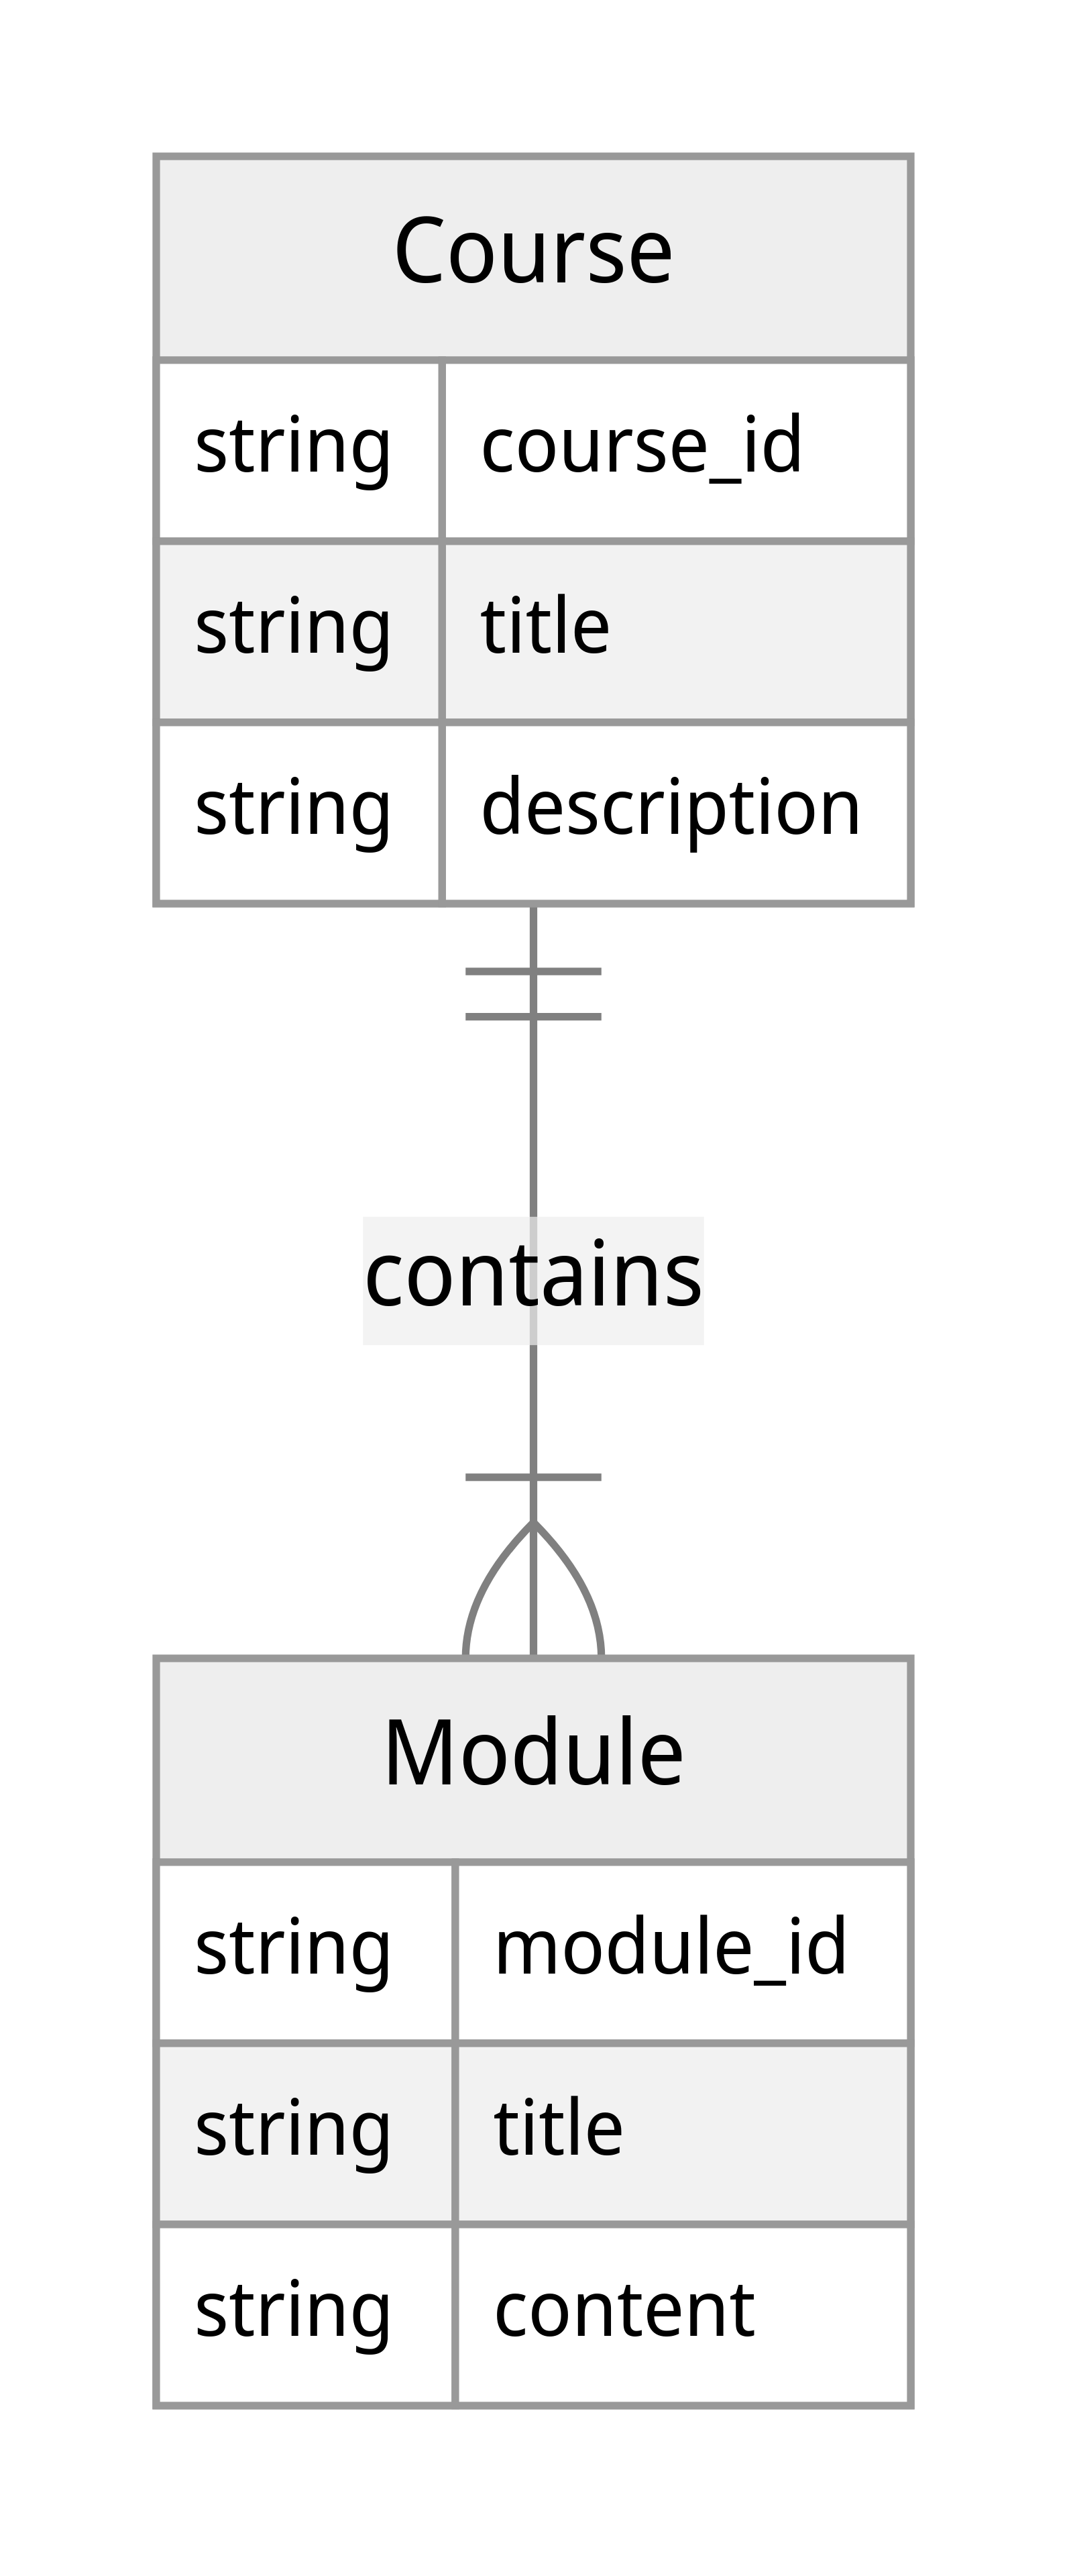 Course
string course_id
string title
string description
contains
Module
string module_id
string title
string content